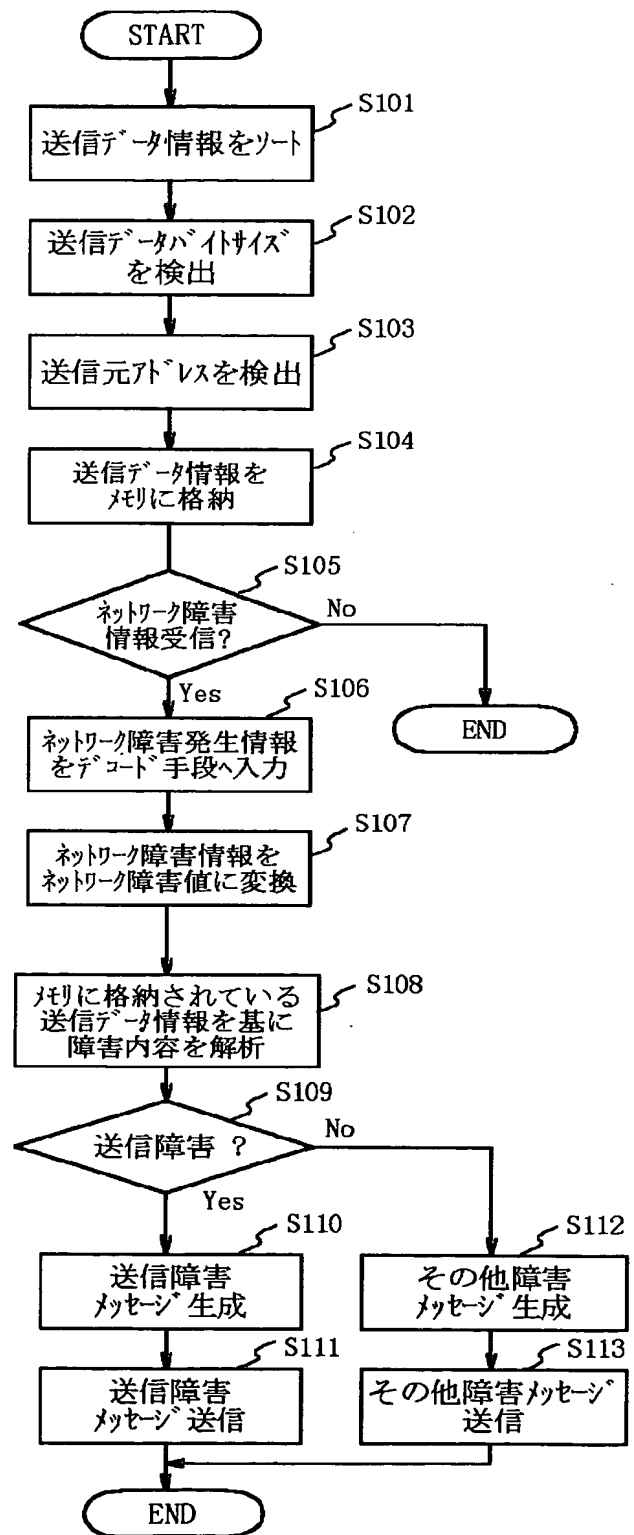 START
S101
送信データ情報をソート
S102
送信データバイトサイズ
を検出
S103
送信元アドレスを検出
S104
送信データ情報を
メモリに格納
S105
ネットワーク障害
情報受信?
No
Yes
END
S106
ネットワーク障害発生情報
をデコード手段へ入力
S107
ネットワーク障害情報を
ネットワーク障害値に変換
S108
メモリに格納されている
送信データ情報を基に
障害内容を解析
S109
送信障害 ?
No
Yes
S110
送信障害
メッセージ生成
S112
その他障害
メッセージ生成
S111
送信障害
メッセージ送信
S113
その他障害メッセージ
送信
END